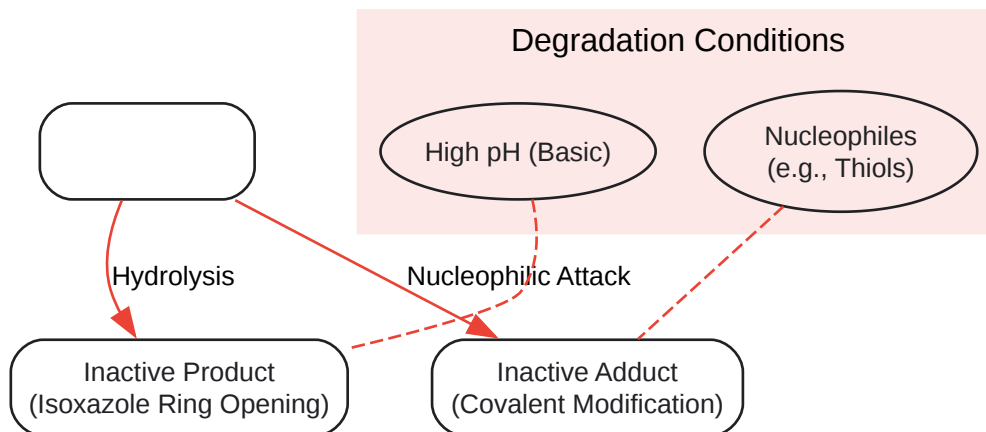 Degradation Conditions
High pH (Basic)
Nucleophiles
(e.g., Thiols)
Hydrolysis
Nucleophilic Attack
Inactive Product
(Isoxazole Ring Opening)
Inactive Adduct
(Covalent Modification)